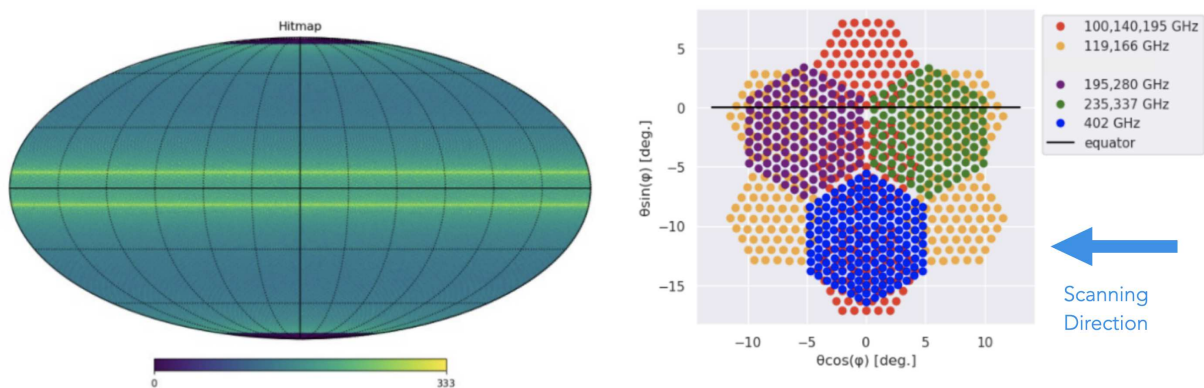 Hitmap
0
333
θsin(φ) [deg.]
5
0
−5
−10
−15
−10
−5
0
5
10
θcos(φ) [deg.]
100,140,195 GHz
119,166 GHz
195,280 GHz
235,337 GHz
402 GHz
equator
Scanning
Direction